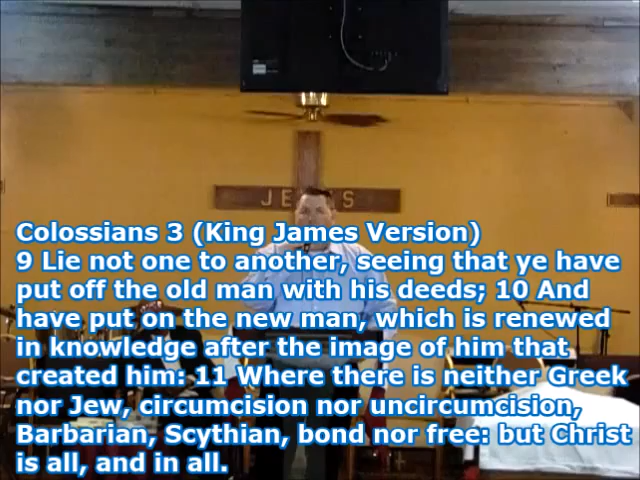 JE S
Colossians 3 (King James Version)
9 Lie not one to another, seeing that ye have
put off the old man with his deeds; 10 And
have put on the new man, which is renewed
in knowledge after the image of him that
created him: 11 Where there is neither Greek
nor Jew, circumcision nor uncircumcision,
Barbarian, Scythian, bond nor free: but Christ
is all, and in all.